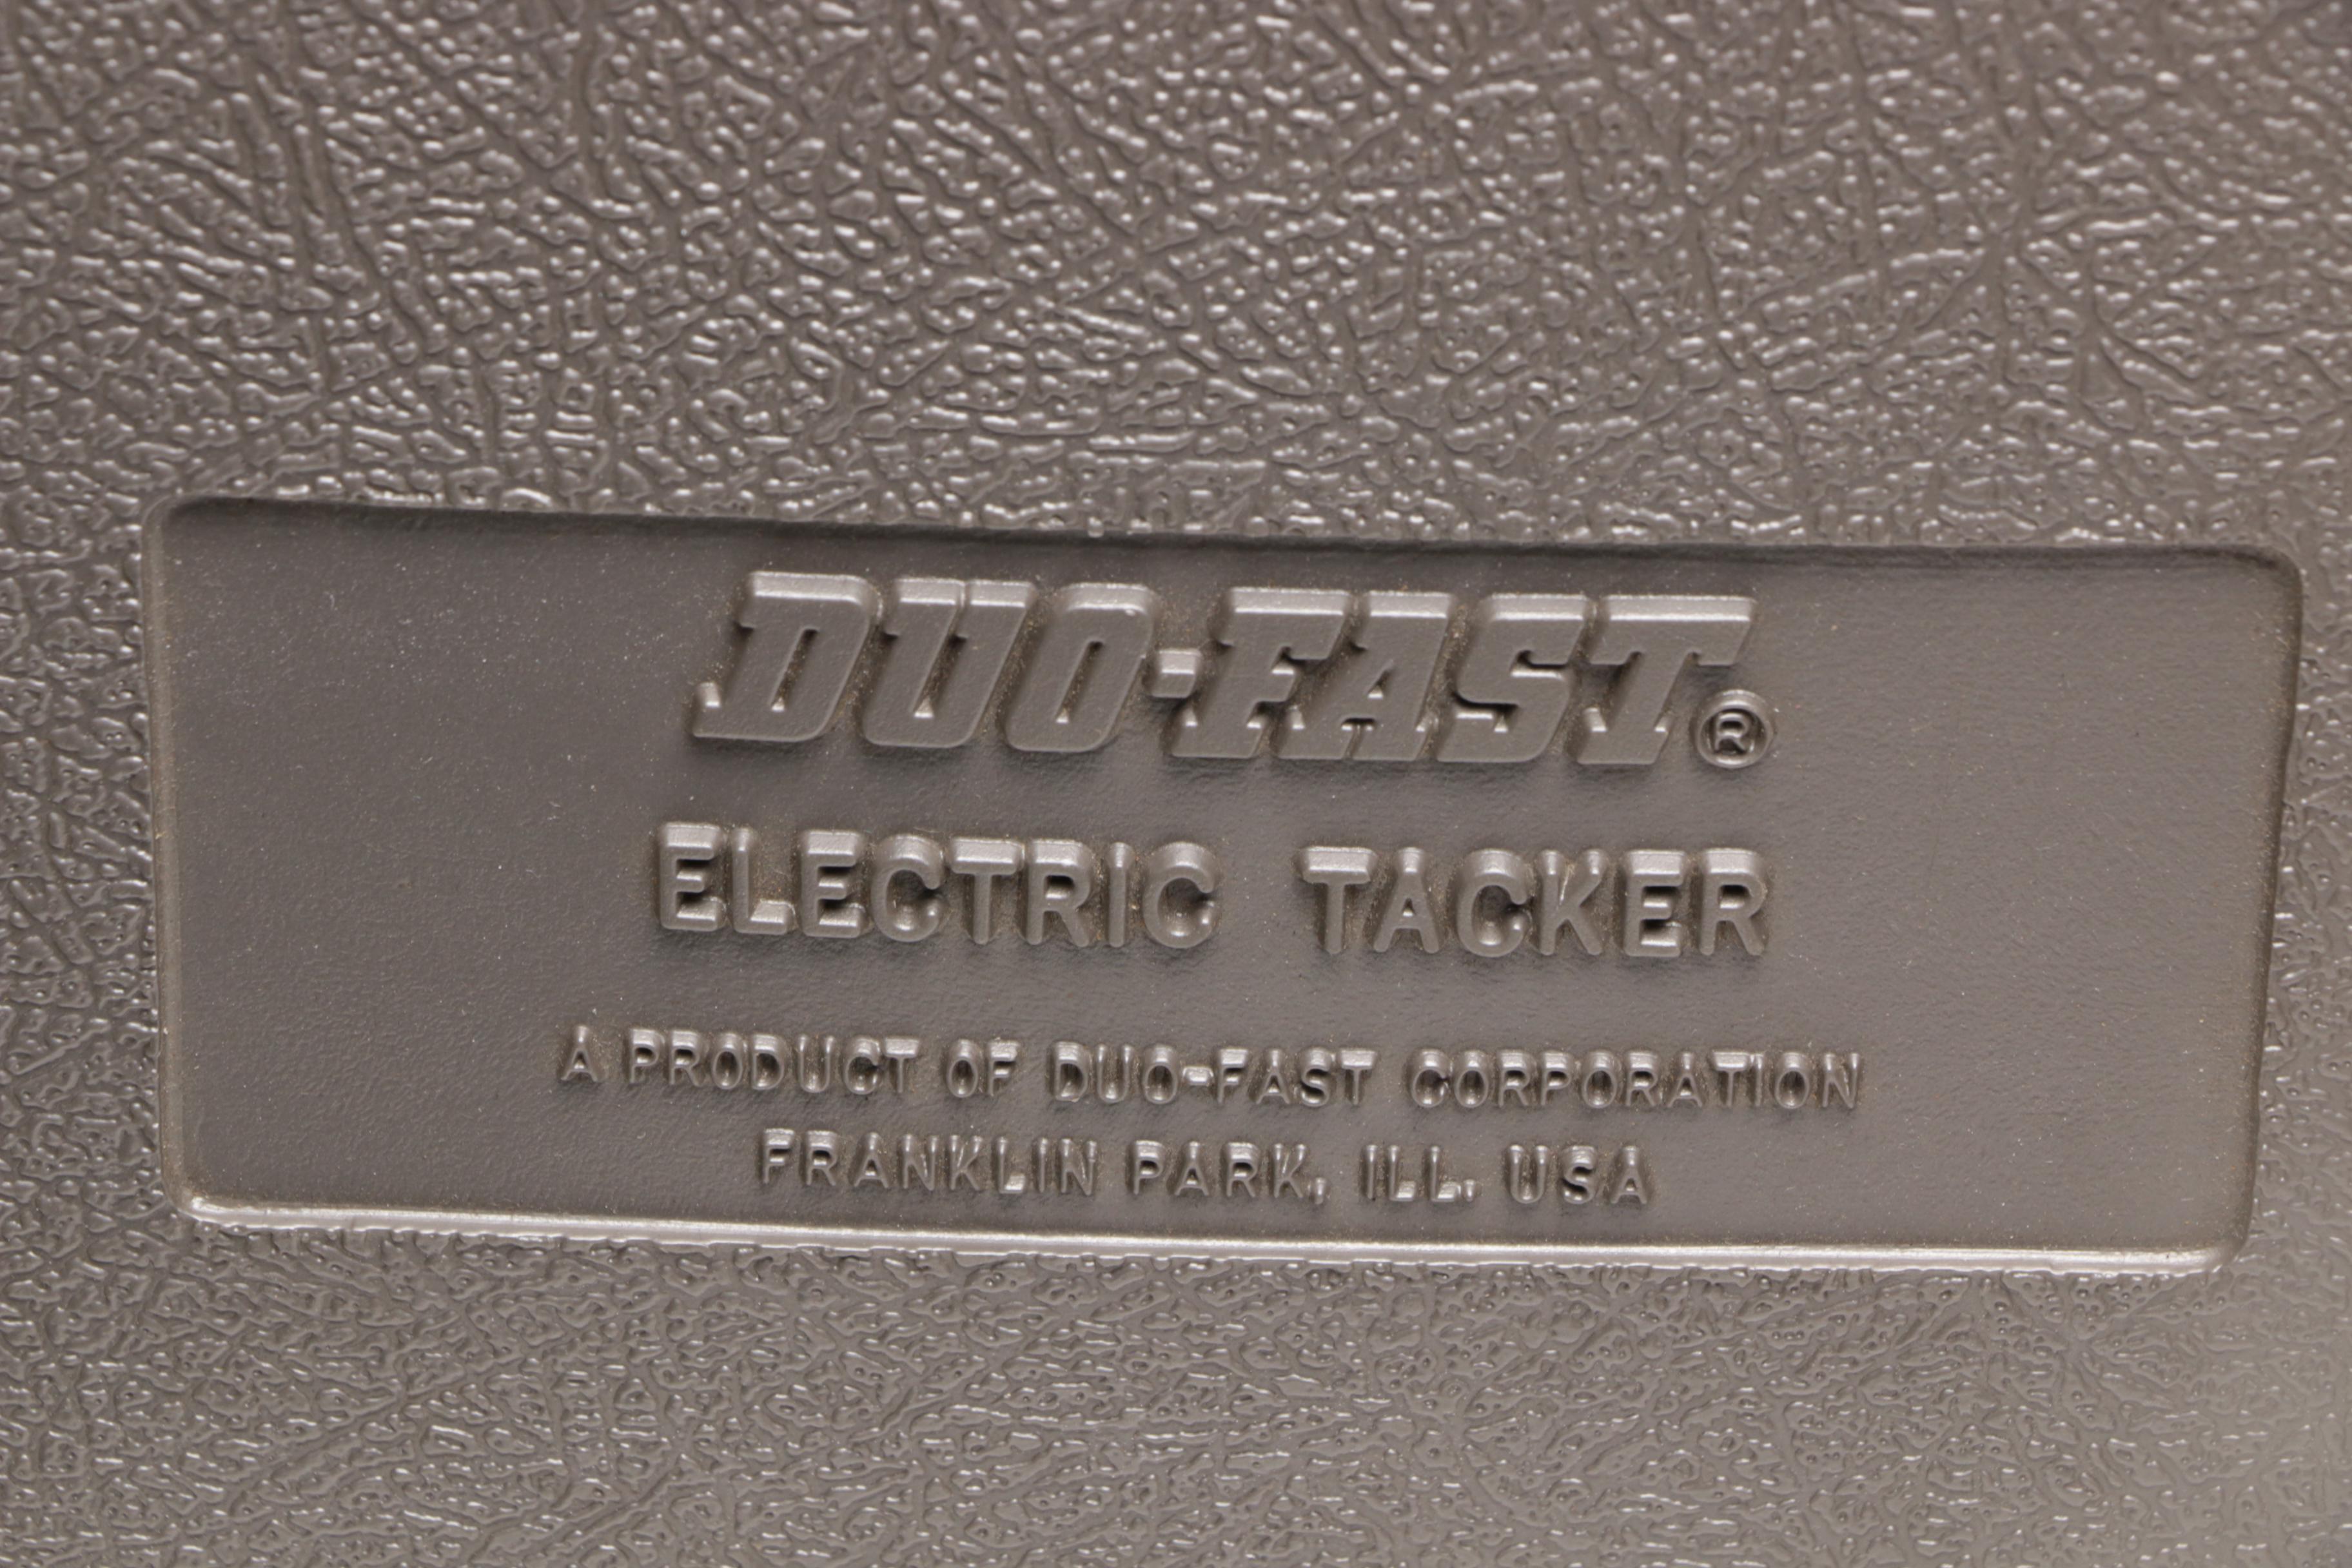 DUO-FAST®
ELECTRIC TACKER
A PRODUCT OF DUO-FAST CORPORATION
FRANKLIN PARK, ILL. USA